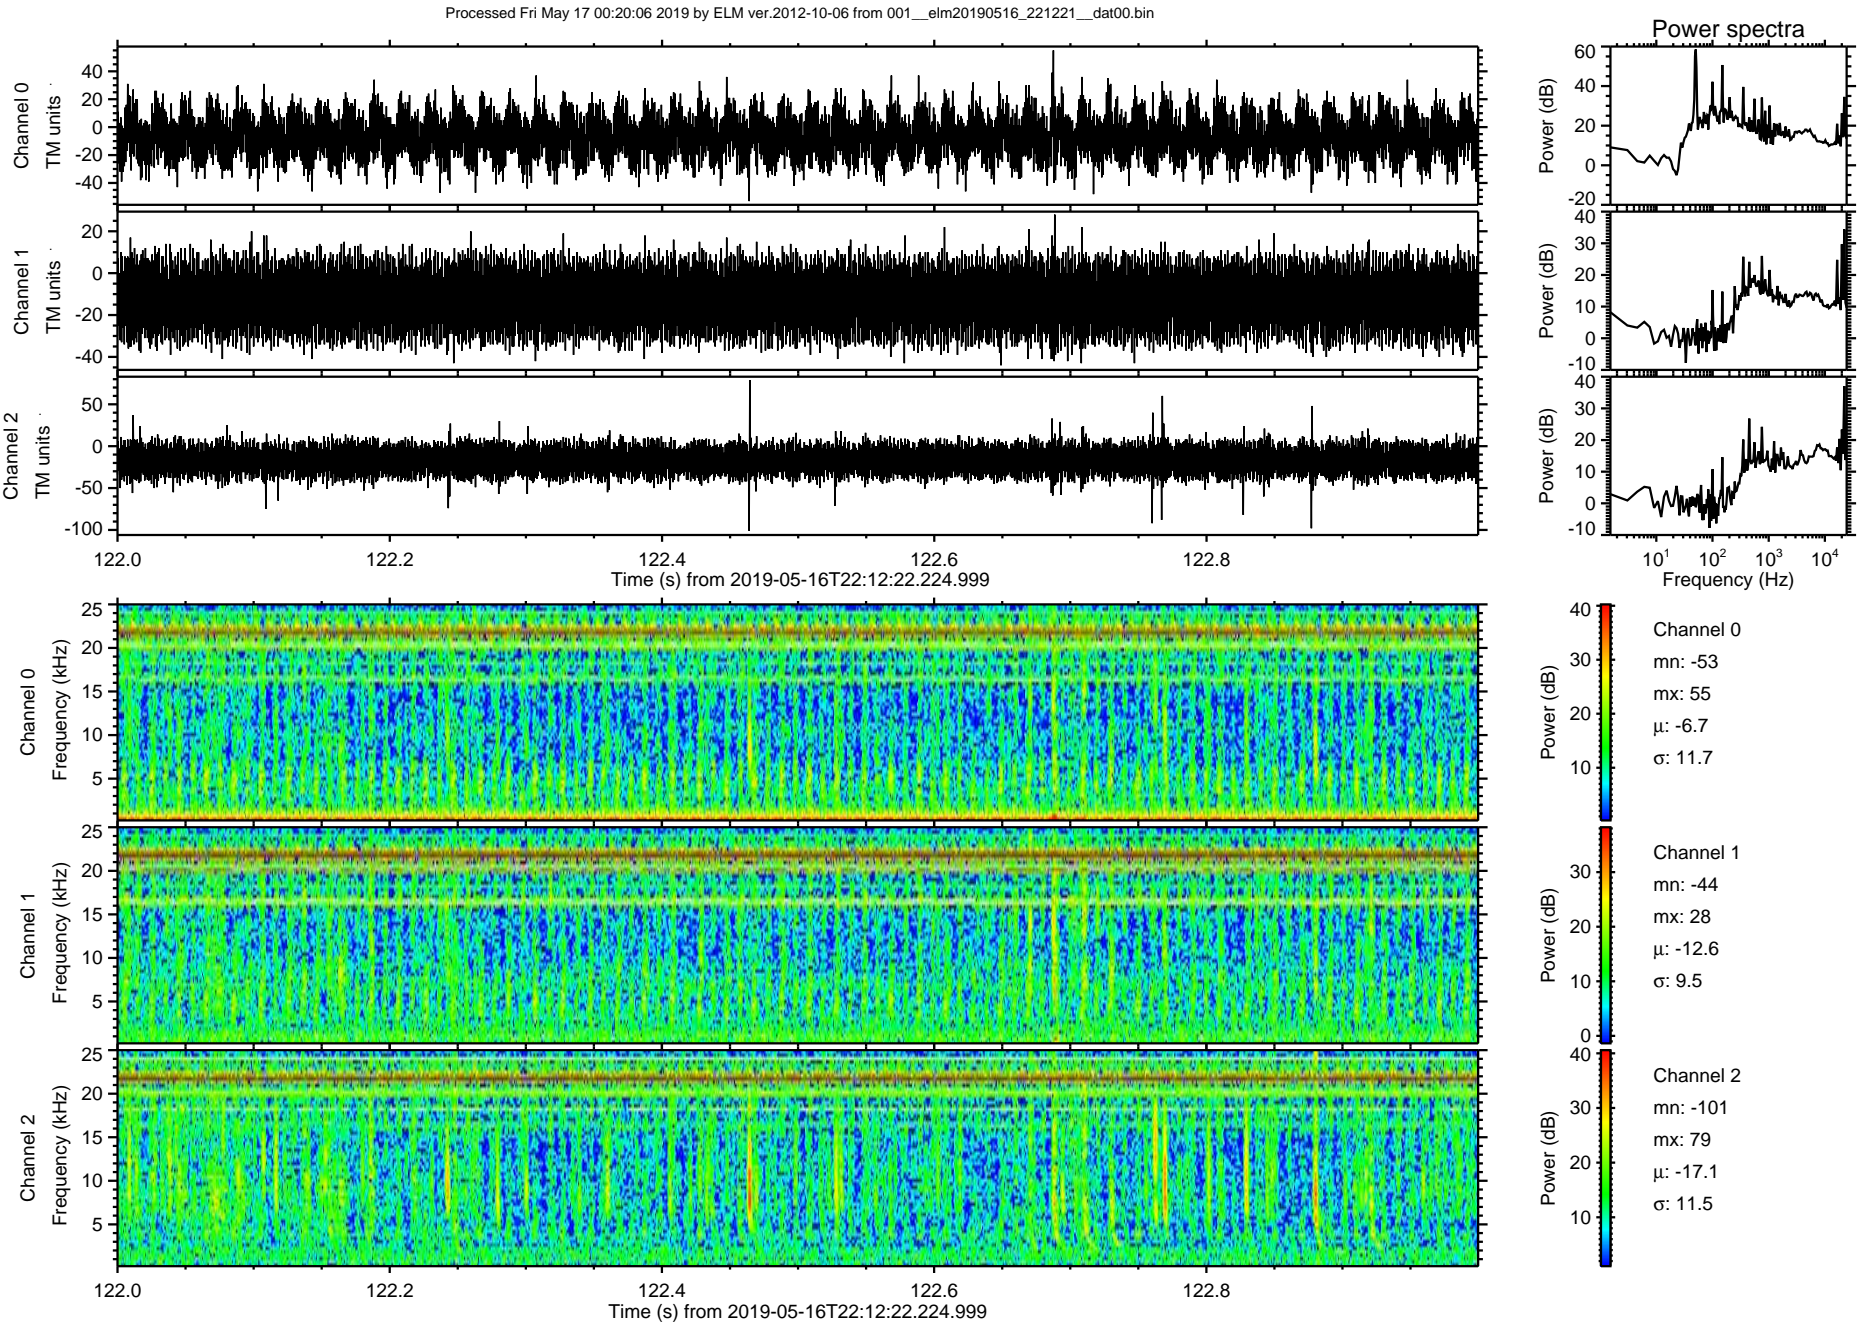 Processed Fri May 17 00:20:06 2019 by ELM ver.2012-10-06 from 001__elm20190516_221221__dat00.bin
Power spectra
Channel 0
TM units
40
20
0
-20
-40
Power (dB)
60
40
20
0
-20
Channel 1
TM units
20
0
-20
-40
Power (dB)
40
30
20
10
0
-10
Channel 2
TM units
50
0
-50
-100
Power (dB)
40
30
20
10
0
-10
122.0 122.2 122.4 122.6 122.8
Time (s) from 2019-05-16T22:12:22.224.999
10^1 10^2 10^3 10^4
Frequency (Hz)
Channel 0
Frequency (kHz)
25
20
15
10
5
Power (dB)
40
30
20
10
Channel 0
mn: -53
mx: 55
μ: -6.7
σ: 11.7
Channel 1
Frequency (kHz)
25
20
15
10
5
Power (dB)
30
20
10
0
Channel 1
mn: -44
mx: 28
μ: -12.6
σ: 9.5
Channel 2
Frequency (kHz)
25
20
15
10
5
Power (dB)
40
30
20
10
Channel 2
mn: -101
mx: 79
μ: -17.1
σ: 11.5
122.0 122.2 122.4 122.6 122.8
Time (s) from 2019-05-16T22:12:22.224.999